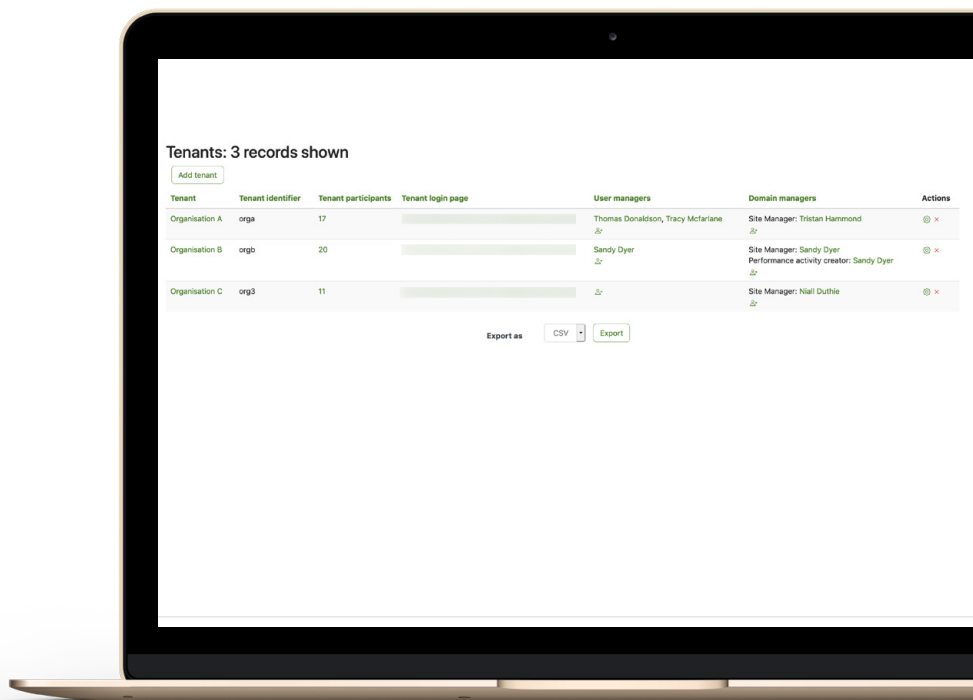 Tenants: 3 records shown
Add tenant
Tenant Tenant identifier Tenant participants Tenant login page User managers Domain managers Actions
Organisation A orga 17 Thomas Donaldson, Tracy Mcfarlane Site Manager: Tristan Hammond
Organisation B orgb 20 Sandy Dyer Site Manager: Sandy Dyer
Performance activity creator: Sandy Dyer
Organisation C org3 11 Site Manager: Niall Duthie
Export as CSV Export